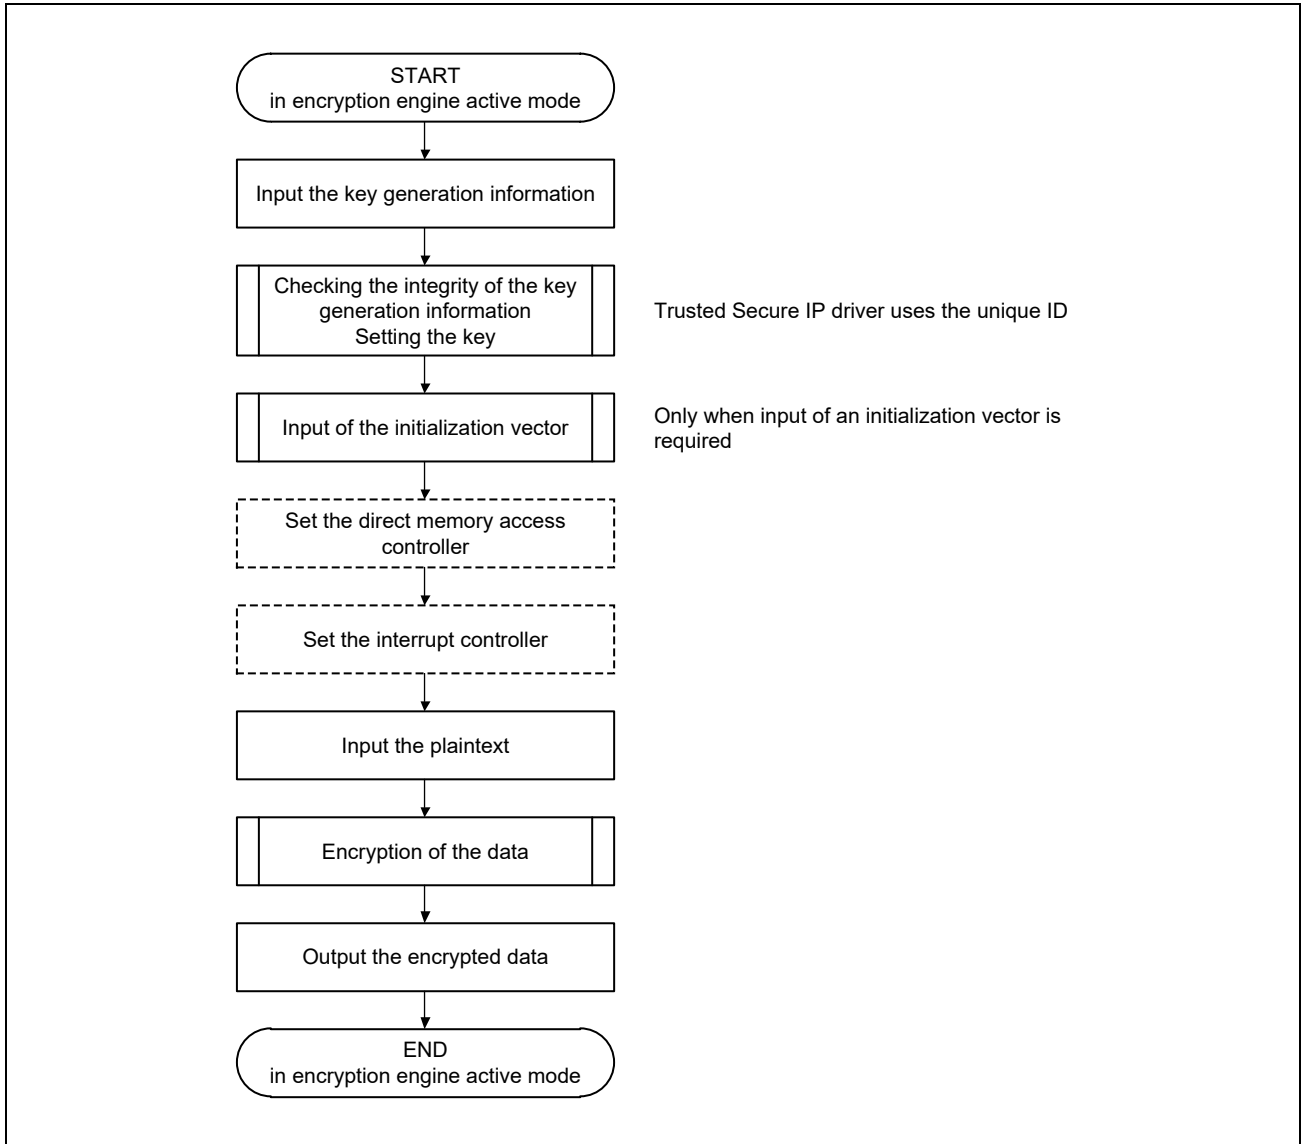 START
in encryption engine active mode
Input the key generation information
Checking the integrity of the key
generation information
Setting the key
Trusted Secure IP driver uses the unique ID
Input of the initialization vector
Only when input of an initialization vector is
required
Set the direct memory access
controller
Set the interrupt controller
Input the plaintext
Encryption of the data
Output the encrypted data
END
in encryption engine active mode